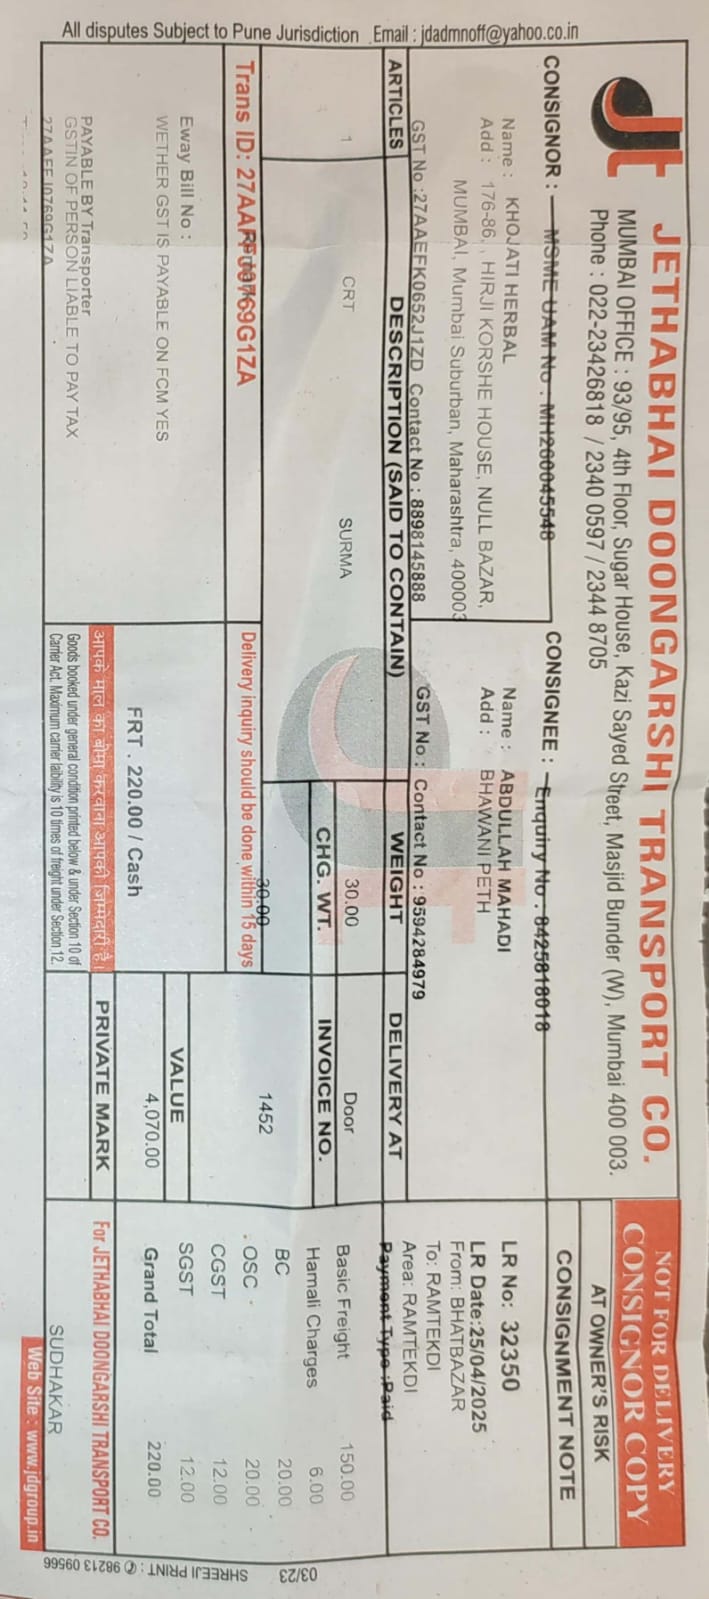 Jt
JETHABHAI DOONGARSHI TRANSPORT CO.
MUMBAI OFFICE : 93/95, 4th Floor, Sugar House, Kazi Sayed Street, Masjid Bunder (W), Mumbai 400 003.
Phone : 022-23426818 / 2340 0597 / 2344 8705
NOT FOR DELIVERY
CONSIGNOR COPY
AT OWNER'S RISK
CONSIGNMENT NOTE
CONSIGNOR : MSME UAM No : MH260045548
Name : KHOJATI HERBAL
Add : 176-86, , HIRJI KORSHE HOUSE, NULL BAZAR,
MUMBAI, Mumbai Suburban, Maharashtra, 400003
GST No :27AAEFK0652J1ZD Contact No : 8898145888
CONSIGNEE : Enquiry No : 8425818018
Name : ABDULLAH MAHADI
Add : BHAWANI PETH
GST No : Contact No : 9594284979
LR No: 32350
LR Date:25/04/2025
From: BHATBAZAR
To: RAMTEKDI
Area: RAMTEKDI
Payment Type :Paid
ARTICLES DESCRIPTION (SAID TO CONTAIN) WEIGHT DELIVERY AT
1 CRT SURMA 30.00 Door
CHG. WT. INVOICE NO.
30.00 1452
Basic Freight 150.00
Hamali Charges 6.00
BC 20.00
OSC 20.00
CGST 12.00
SGST 12.00
Grand Total 220.00
Trans ID: 27AAFFJ0769G1ZA
Delivery inquiry should be done within 15 days
Eway Bill No :
WETHER GST IS PAYABLE ON FCM YES
VALUE
4,070.00
FRT . 220.00 / Cash
PAYABLE BY Transporter
GSTIN OF PERSON LIABLE TO PAY TAX
27AAFFJ0769G1ZA
आपके माल का बीमा करवाना आपकी जिम्मेदारी है।
Goods booked under general condition printed below & under Section 10 of
Carrier Act. Maximum carrier laibility is 10 times of freight under Section 12.
PRIVATE MARK
For JETHABHAI DOONGARSHI TRANSPORT CO.
SUDHAKAR
Web Site : www.jdgroup.in
All disputes Subject to Pune Jurisdiction Email : jdadmnoff@yahoo.co.in
03/23 SHREEJI PRINT : ✆ 98213 09566